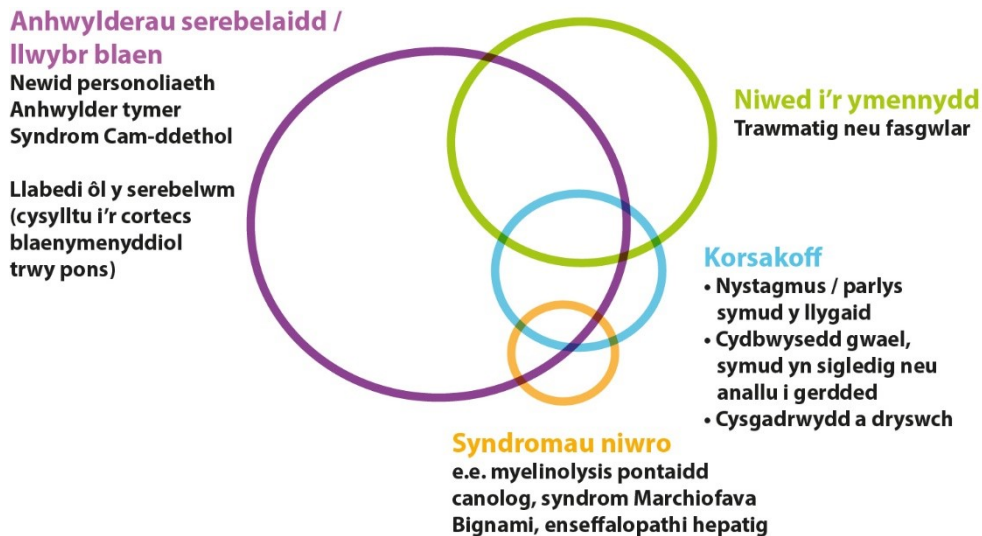 Anhwylderau serebelaidd /
llwybr blaen
Newid personoliaeth
Anhwylder tymer
Syndrom Cam-ddethol
Llabedi ôl y serebelwm
(cysylltu i'r cortecs
blaenymenyddiol
trwy pons)
Niwed i'r ymennydd
Trawmatig neu fasgwlar
Korsakoff
• Nystagmus / parlys
symud y llygaid
• Cydbwysedd gwael,
symud yn sigledig neu
anallu i gerdded
• Cysgadrwydd a dryswch
Syndromau niwro
e.e. myelinolysis pontaidd
canolog, syndrom Marchiofava
Bignami, enseffalopathi hepatig